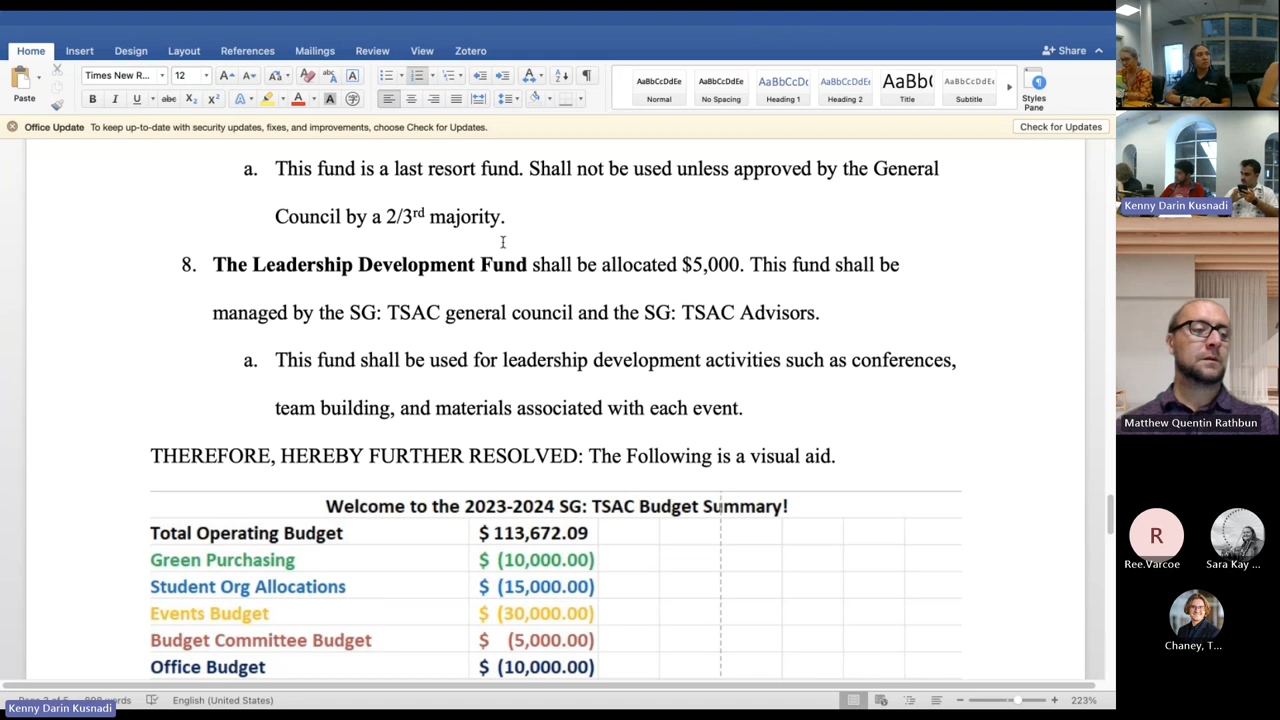 Home Insert Design Layout References Mailings Review View Zotero Share
Times New R... 12
Paste
AaBbCcDdEe AaBbCcDdEe AaBbCcDc AaBbCcDdEe AaBb( AaBbCcDdEe
Normal No Spacing Heading 1 Heading 2 Title Subtitle Styles Pane
Office Update To keep up-to-date with security updates, fixes, and improvements, choose Check for Updates. Check for Updates
a. This fund is a last resort fund. Shall not be used unless approved by the General
Council by a 2/3rd majority.
8. The Leadership Development Fund shall be allocated $5,000. This fund shall be
managed by the SG: TSAC general council and the SG: TSAC Advisors.
a. This fund shall be used for leadership development activities such as conferences,
team building, and materials associated with each event.
THEREFORE, HEREBY FURTHER RESOLVED: The Following is a visual aid.
Welcome to the 2023-2024 SG: TSAC Budget Summary!
Total Operating Budget $ 113,672.09
Green Purchasing $ (10,000.00)
Student Org Allocations $ (15,000.00)
Events Budget $ (30,000.00)
Budget Committee Budget $ (5,000.00)
Office Budget $ (10,000.00)
English (United States) 223%
Kenny Darin Kusnadi
Kenny Darin Kusnadi
Matthew Quentin Rathbun
R
Ree.Varcoe
Sara Kay ...
Chaney, T...